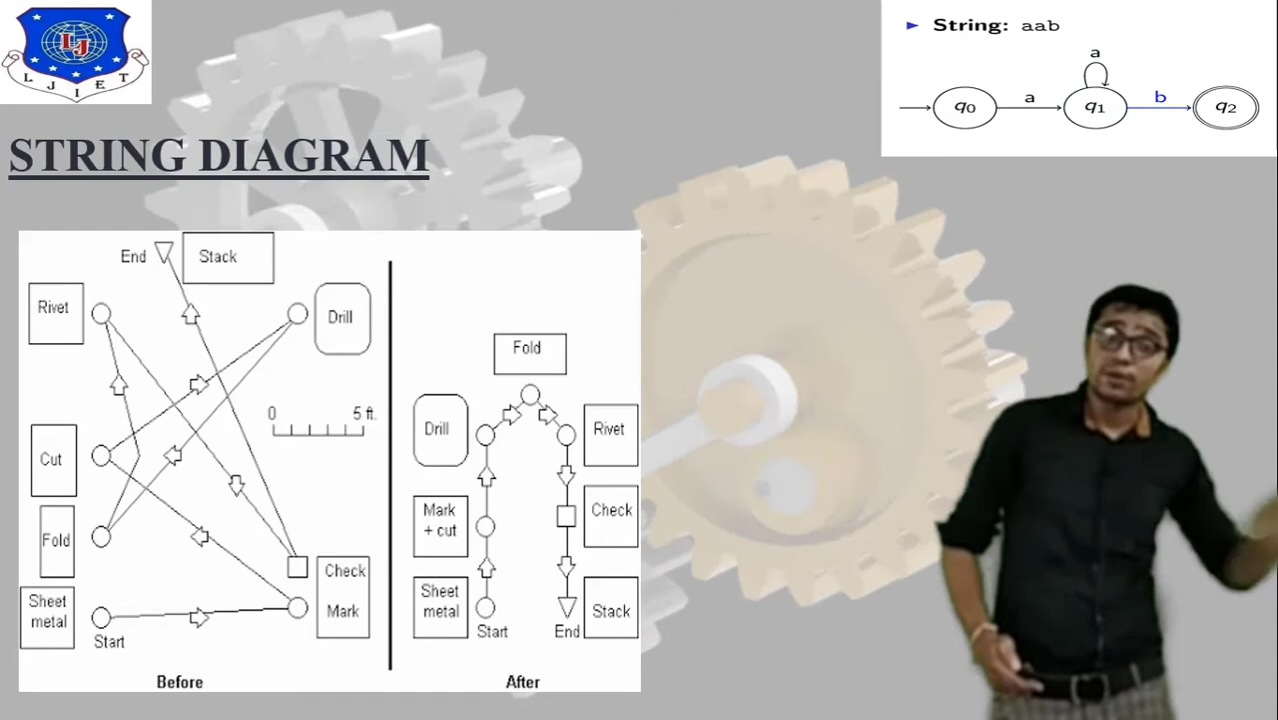 L J I E T
LJ
STRING DIAGRAM
► String: aab
a
q0
a
q1
b
q2
End
Stack
Rivet
Drill
0
5 ft.
Cut
Fold
Check
Mark
Sheet
metal
Start
Before
Fold
Drill
Rivet
Mark
+ cut
Check
Sheet
metal
Start
End
Stack
After